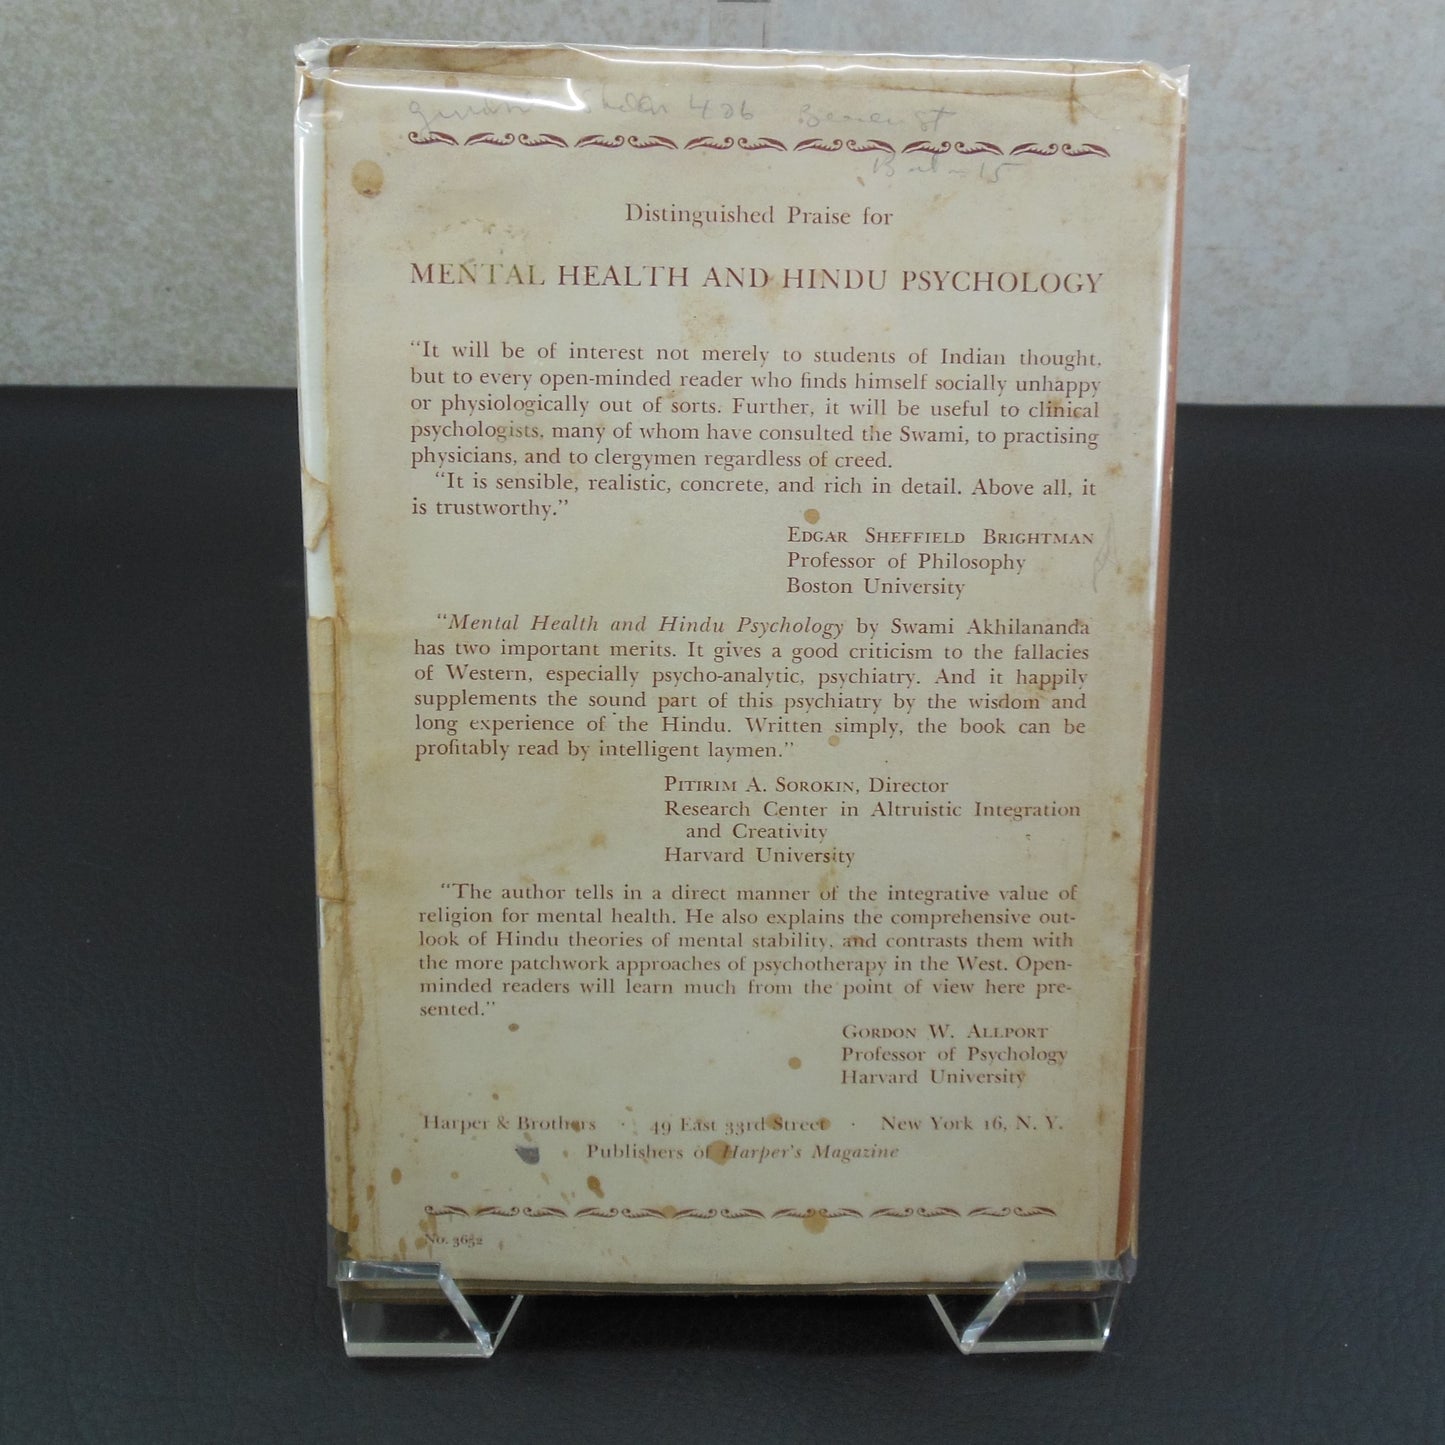 Distinguished Praise for
MENTAL HEALTH AND HINDU PSYCHOLOGY
"It will be of interest not merely to students of Indian thought,
but to every open-minded reader who finds himself socially unhappy
or physiologically out of sorts. Further, it will be useful to clinical
psychologists, many of whom have consulted the Swami, to practising
physicians, and to clergymen regardless of creed.
"It is sensible, realistic, concrete, and rich in detail. Above all, it
is trustworthy."
EDGAR SHEFFIELD BRIGHTMAN
Professor of Philosophy
Boston University
"Mental Health and Hindu Psychology by Swami Akhilananda
has two important merits. It gives a good criticism to the fallacies
of Western, especially psycho-analytic, psychiatry. And it happily
supplements the sound part of this psychiatry by the wisdom and
long experience of the Hindu. Written simply, the book can be
profitably read by intelligent laymen."
PITIRIM A. SOROKIN, Director
Research Center in Altruistic Integration
and Creativity
Harvard University
"The author tells in a direct manner of the integrative value of
religion for mental health. He also explains the comprehensive out-
look of Hindu theories of mental stability, and contrasts them with
the more patchwork approaches of psychotherapy in the West. Open-
minded readers will learn much from the point of view here pre-
sented."
GORDON W. ALLPORT
Professor of Psychology
Harvard University
Harper & Brothers · 49 East 33rd Street · New York 16, N. Y.
Publishers of Harper's Magazine
No. 3652